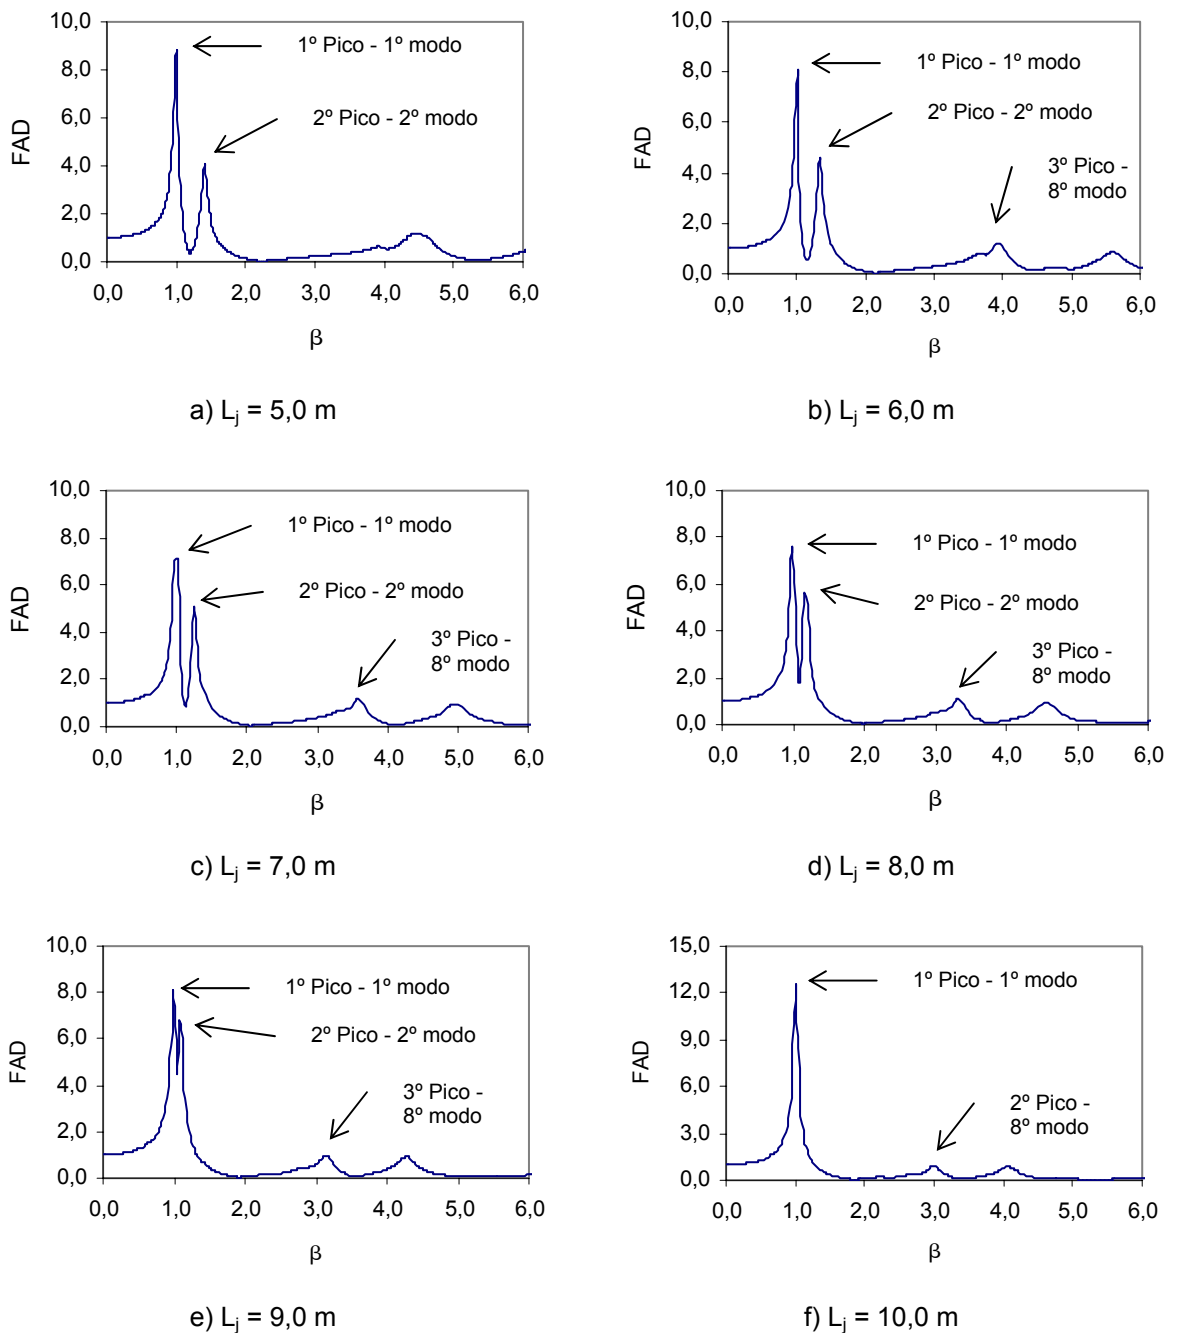 10,0
8,0
6,0
4,0
2,0
0,0
FAD
1º Pico - 1º modo
2º Pico - 2º modo
0,0 1,0 2,0 3,0 4,0 5,0 6,0
β
a) Lj = 5,0 m
10,0
8,0
6,0
4,0
2,0
0,0
FAD
1º Pico - 1º modo
2º Pico - 2º modo
3º Pico -
8º modo
0,0 1,0 2,0 3,0 4,0 5,0 6,0
β
b) Lj = 6,0 m
10,0
8,0
6,0
4,0
2,0
0,0
FAD
1º Pico - 1º modo
2º Pico - 2º modo
3º Pico -
8º modo
0,0 1,0 2,0 3,0 4,0 5,0 6,0
β
c) Lj = 7,0 m
10,0
8,0
6,0
4,0
2,0
0,0
FAD
1º Pico - 1º modo
2º Pico - 2º modo
3º Pico -
8º modo
0,0 1,0 2,0 3,0 4,0 5,0 6,0
β
d) Lj = 8,0 m
10,0
8,0
6,0
4,0
2,0
0,0
FAD
1º Pico - 1º modo
2º Pico - 2º modo
3º Pico -
8º modo
0,0 1,0 2,0 3,0 4,0 5,0 6,0
β
e) Lj = 9,0 m
15,0
12,0
9,0
6,0
3,0
0,0
FAD
1º Pico - 1º modo
2º Pico -
8º modo
0,0 1,0 2,0 3,0 4,0 5,0 6,0
β
f) Lj = 10,0 m